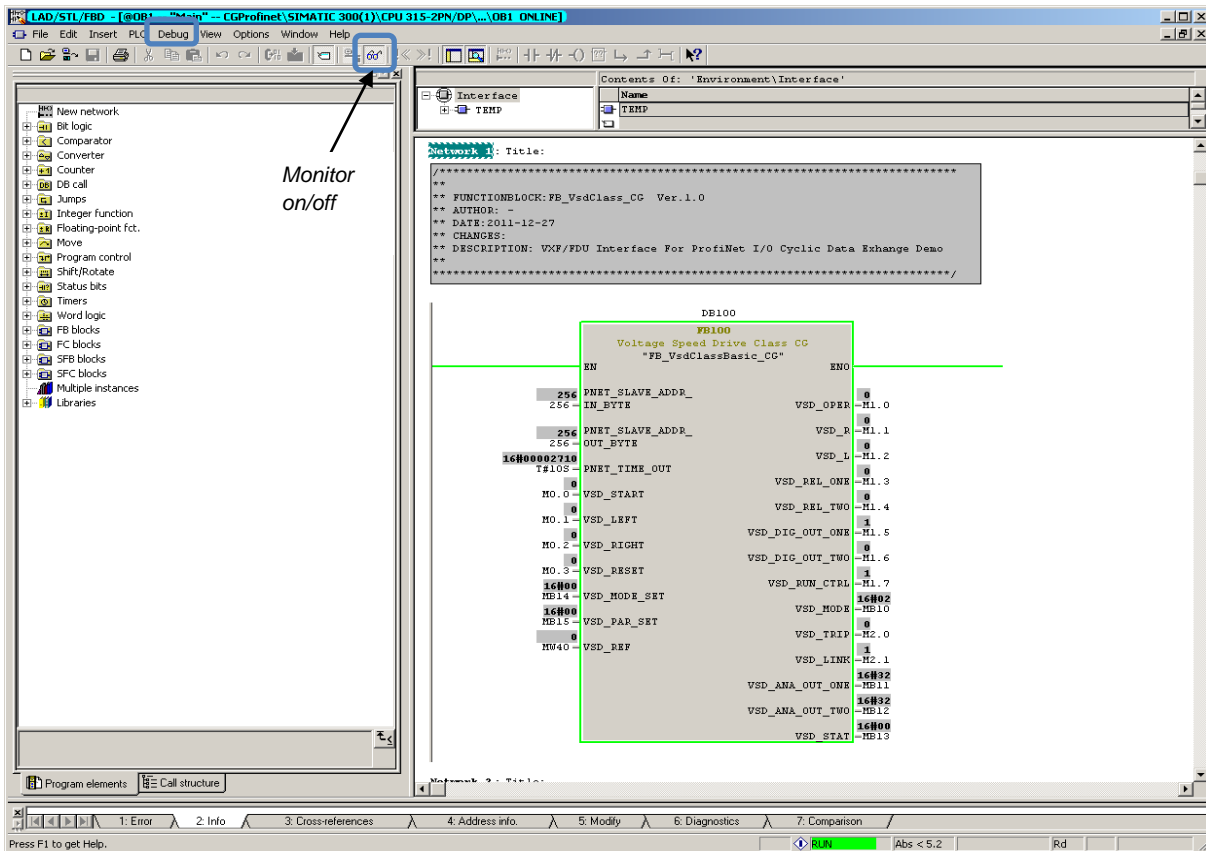 LAD/STL/FBD - [@OB1 -- "Main" -- CGProfinet\SIMATIC 300(1)\CPU 315-2PN/DP\...\OB1 ONLINE]
File Edit Insert PLC Debug View Options Window Help
Monitor
on/off
New network
Bit logic
Comparator
Converter
Counter
DB call
Jumps
Integer function
Floating-point fct.
Move
Program control
Shift/Rotate
Status bits
Timers
Word logic
FB blocks
FC blocks
SFB blocks
SFC blocks
Multiple instances
Libraries
Program elements
Call structure
Contents Of: 'Environment\Interface'
Interface
TEMP
Name
TEMP
Network 1: Title:
/*******************************************************************************
**
** FUNCTIONBLOCK:FB_VsdClass_CG Ver.1.0
** AUTHOR: -
** DATE:2011-12-27
** CHANGES:
** DESCRIPTION: VXF/FDU Interface For ProfiNet I/O Cyclic Data Exhange Demo
**
*******************************************************************************/
DB100
FB100
Voltage Speed Drive Class CG
"FB_VsdClassBasic_CG"
EN ENO
256 PNET_SLAVE_ADDR_ 0
256 IN_BYTE VSD_OPER M1.0
0
256 PNET_SLAVE_ADDR_ VSD_R M1.1
256 OUT_BYTE 0
16#00002710 VSD_L M1.2
T#10S PNET_TIME_OUT 0
0 VSD_REL_ONE M1.3
M0.0 VSD_START 0
0 VSD_REL_TWO M1.4
M0.1 VSD_LEFT 1
0 VSD_DIG_OUT_ONE M1.5
M0.2 VSD_RIGHT 0
0 VSD_DIG_OUT_TWO M1.6
M0.3 VSD_RESET 1
16#00 VSD_RUN_CTRL M1.7
MB14 VSD_MODE_SET 16#02
16#00 VSD_MODE MB10
MB15 VSD_PAR_SET 0
0 VSD_TRIP M2.0
MW40 VSD_REF 1
VSD_LINK M2.1
16#32
VSD_ANA_OUT_ONE MB11
16#32
VSD_ANA_OUT_TWO MB12
16#00
VSD_STAT MB13
1: Error 2: Info 3: Cross-references 4: Address info. 5: Modify 6: Diagnostics 7: Comparison
Press F1 to get Help. RUN Abs < 5.2 Rd